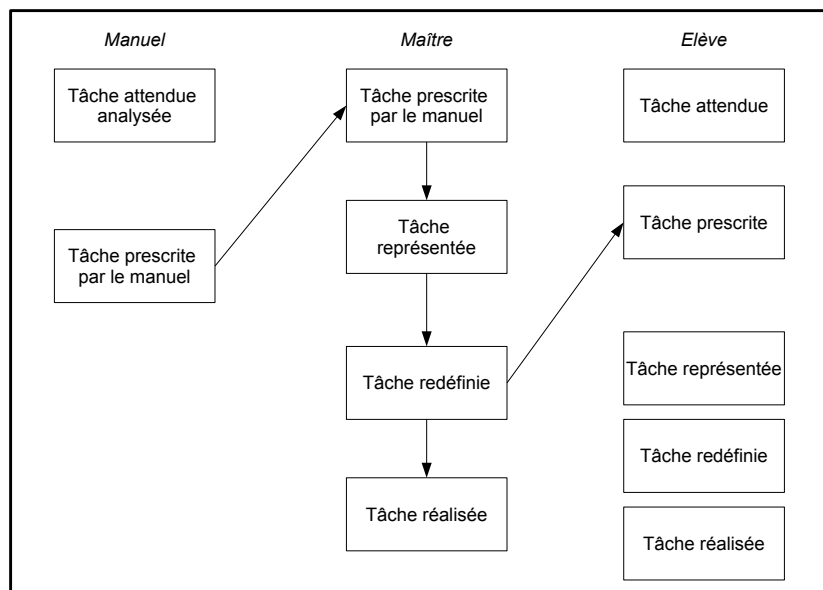 Manuel
Maître
Elève
Tâche attendue
analysée
Tâche prescrite
par le manuel
Tâche attendue
Tâche prescrite
par le manuel
Tâche
représentée
Tâche prescrite
Tâche redéfinie
Tâche représentée
Tâche redéfinie
Tâche réalisée
Tâche réalisée